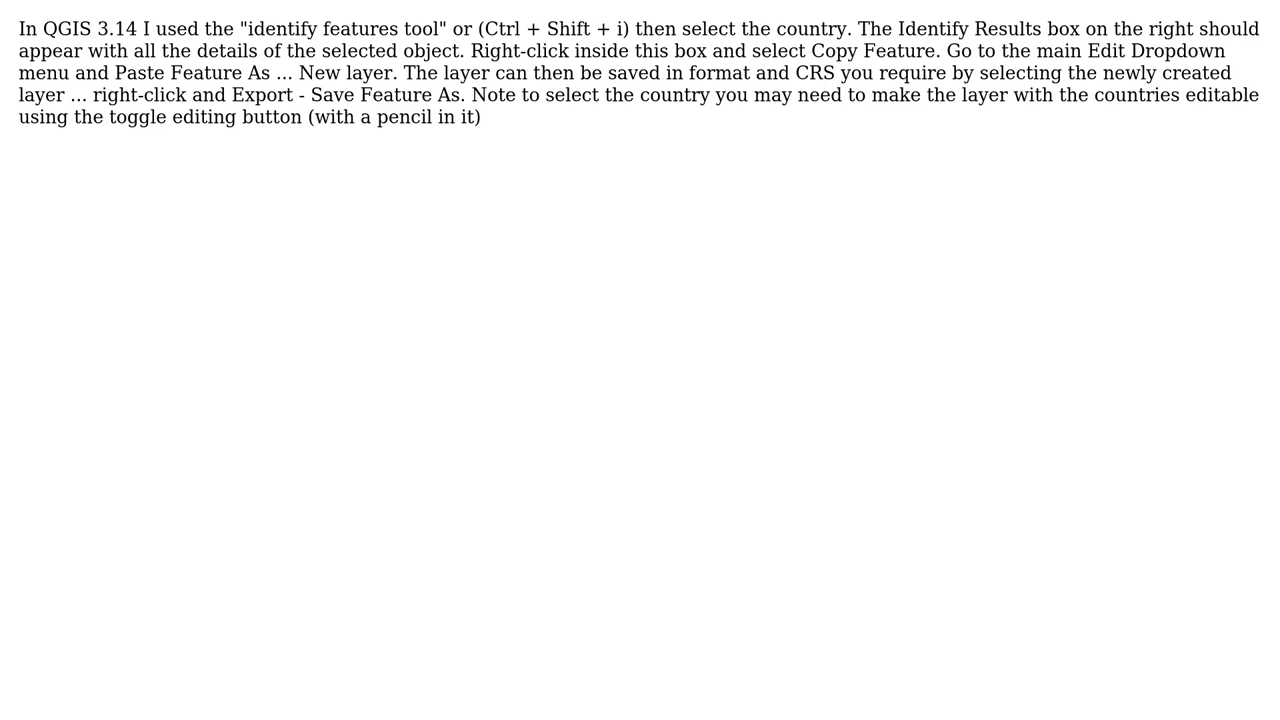 In QGIS 3.14 I used the "identify features tool" or (Ctrl + Shift + i) then select the country. The Identify Results box on the right should
appear with all the details of the selected object. Right-click inside this box and select Copy Feature. Go to the main Edit Dropdown
menu and Paste Feature As ... New layer. The layer can then be saved in format and CRS you require by selecting the newly created
layer ... right-click and Export - Save Feature As. Note to select the country you may need to make the layer with the countries editable
using the toggle editing button (with a pencil in it)